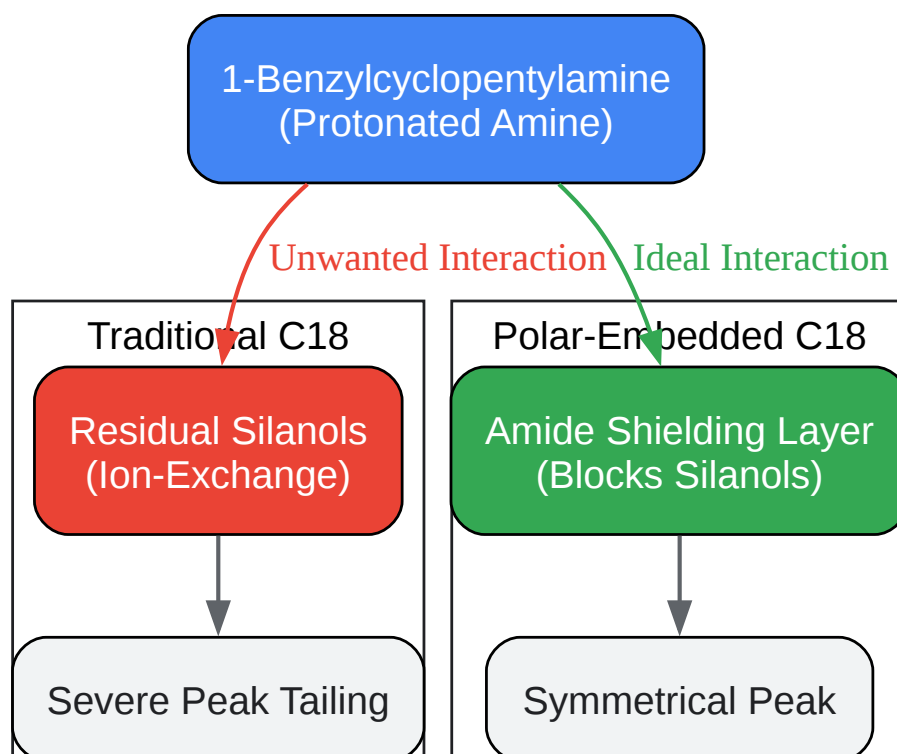 1-Benzylcyclopentylamine
(Protonated Amine)
Unwanted Interaction
Ideal Interaction
Traditional C18
Residual Silanols
(Ion-Exchange)
Severe Peak Tailing
Polar-Embedded C18
Amide Shielding Layer
(Blocks Silanols)
Symmetrical Peak